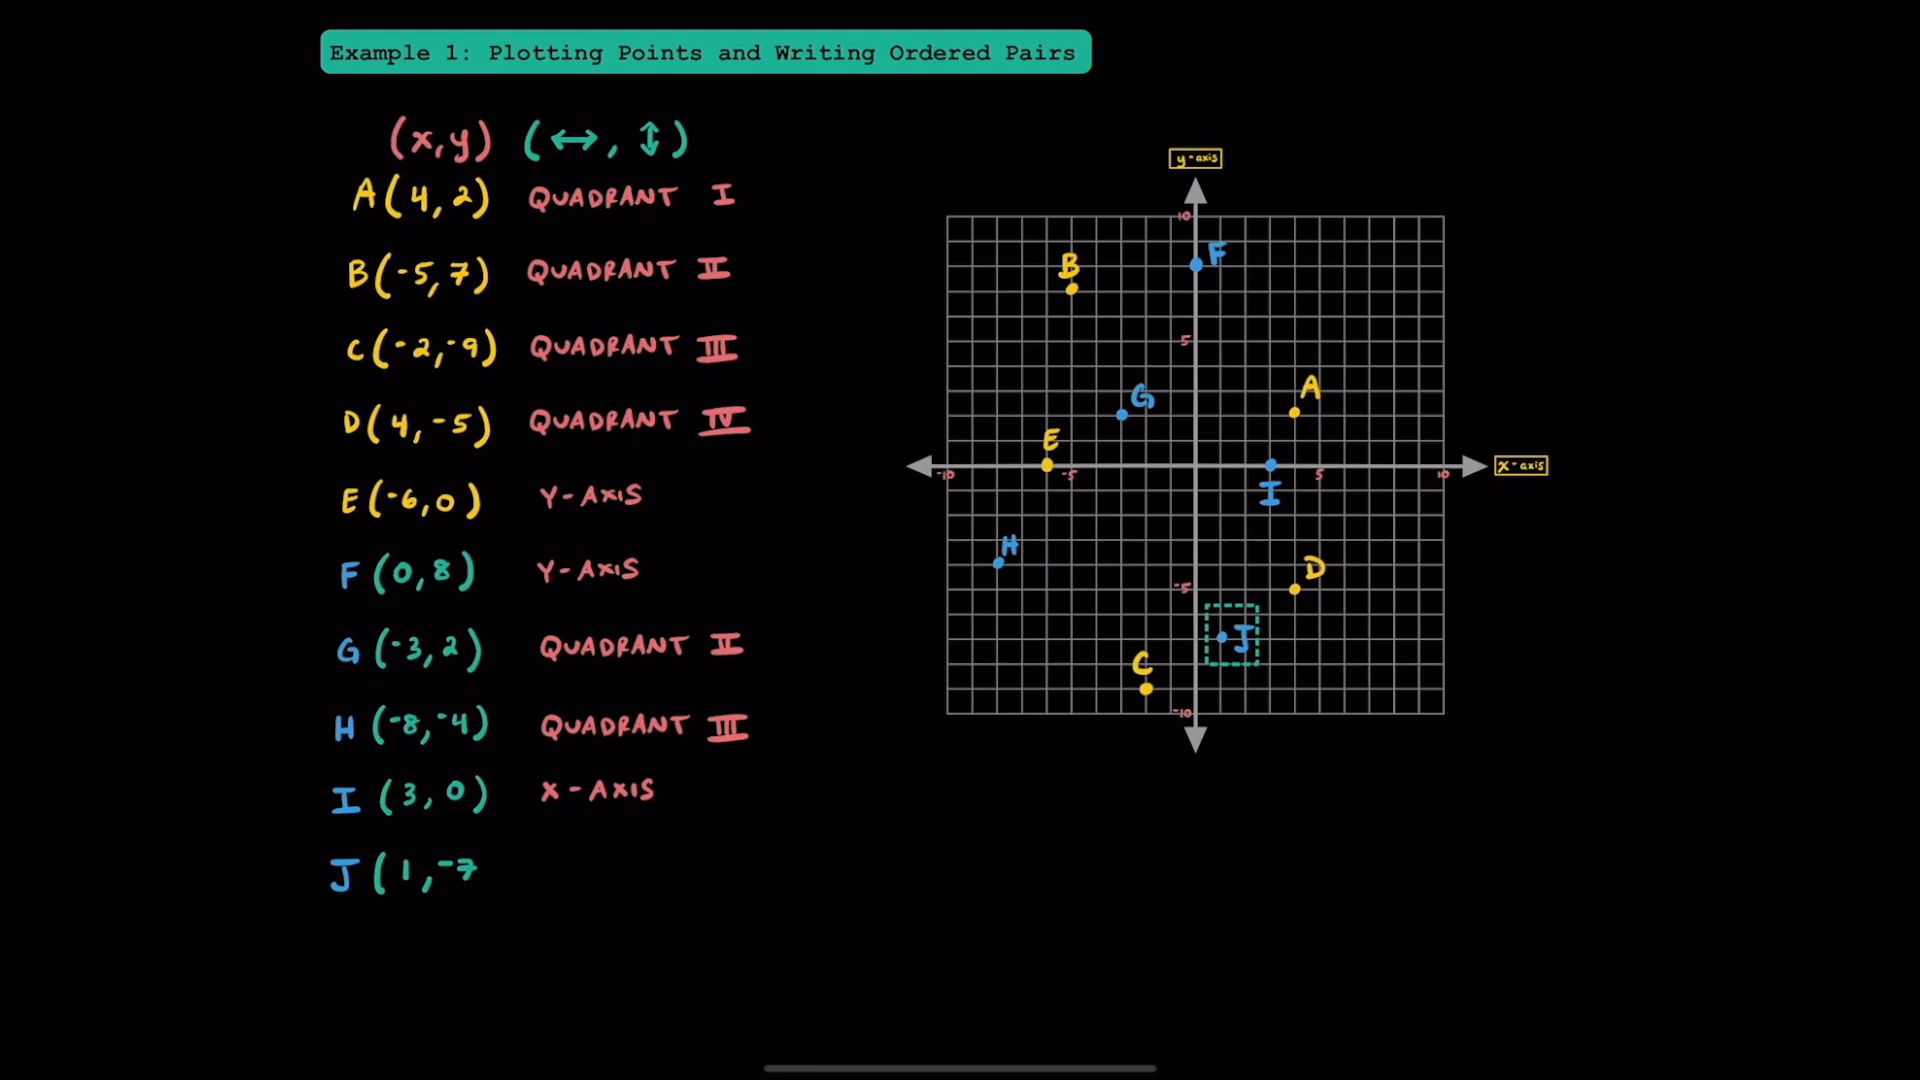 Example 1: Plotting Points and Writing Ordered Pairs
(x,y) (↔, ↕)
A(4,2) QUADRANT I
B(-5,7) QUADRANT II
C(-2,-9) QUADRANT III
D(4,-5) QUADRANT IV
E(-6,0) Y-AXIS
F(0,8) Y-AXIS
G(-3,2) QUADRANT II
H(-8,-4) QUADRANT III
I(3,0) X-AXIS
J(1,-7
y-axis
10
F
B
5
A
G
E
-10 -5 5 10 x-axis
I
H
D
-5
J
C
-10